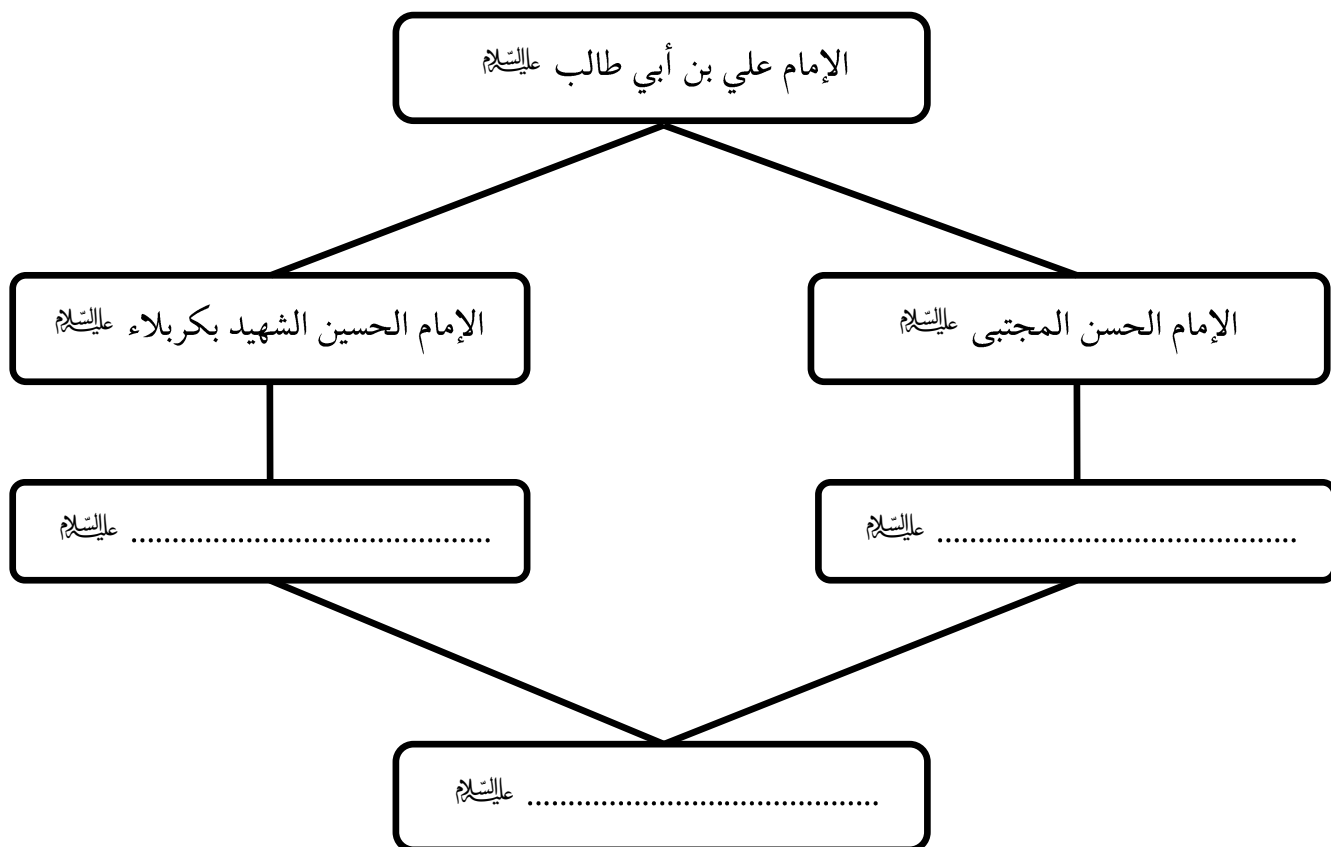 الإمام علي بن أبي طالب عليه السلام
الإمام الحسن المجتبى عليه السلام
الإمام الحسين الشهيد بكربلاء عليه السلام
............................................ عليه السلام
............................................ عليه السلام
........................................... عليه السلام